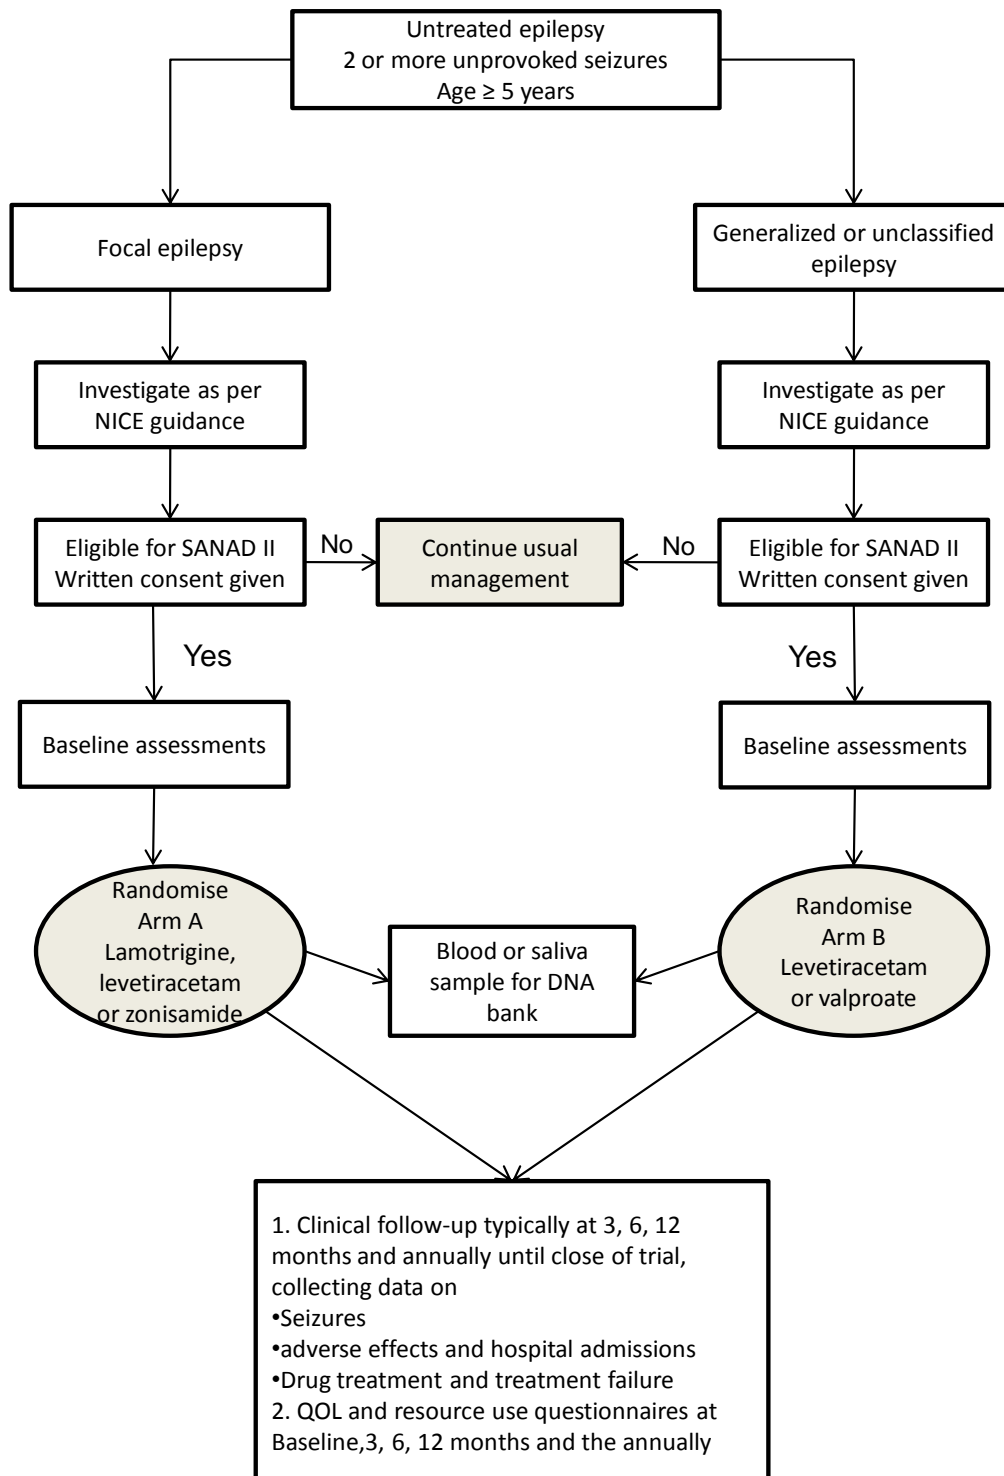 Untreated epilepsy
2 or more unprovoked seizures
Age ≥ 5 years
Focal epilepsy
Generalized or unclassified
epilepsy
Investigate as per
NICE guidance
Investigate as per
NICE guidance
Eligible for SANAD II
Written consent given
No
Continue usual
management
No
Eligible for SANAD II
Written consent given
Yes
Yes
Baseline assessments
Baseline assessments
Randomise
Arm A
Lamotrigine,
levetiracetam
or zonisamide
Blood or saliva
sample for DNA
bank
Randomise
Arm B
Levetiracetam
or valproate
1. Clinical follow-up typically at 3, 6, 12
months and annually until close of trial,
collecting data on
•Seizures
•adverse effects and hospital admissions
•Drug treatment and treatment failure
2. QOL and resource use questionnaires at
Baseline,3, 6, 12 months and the annually